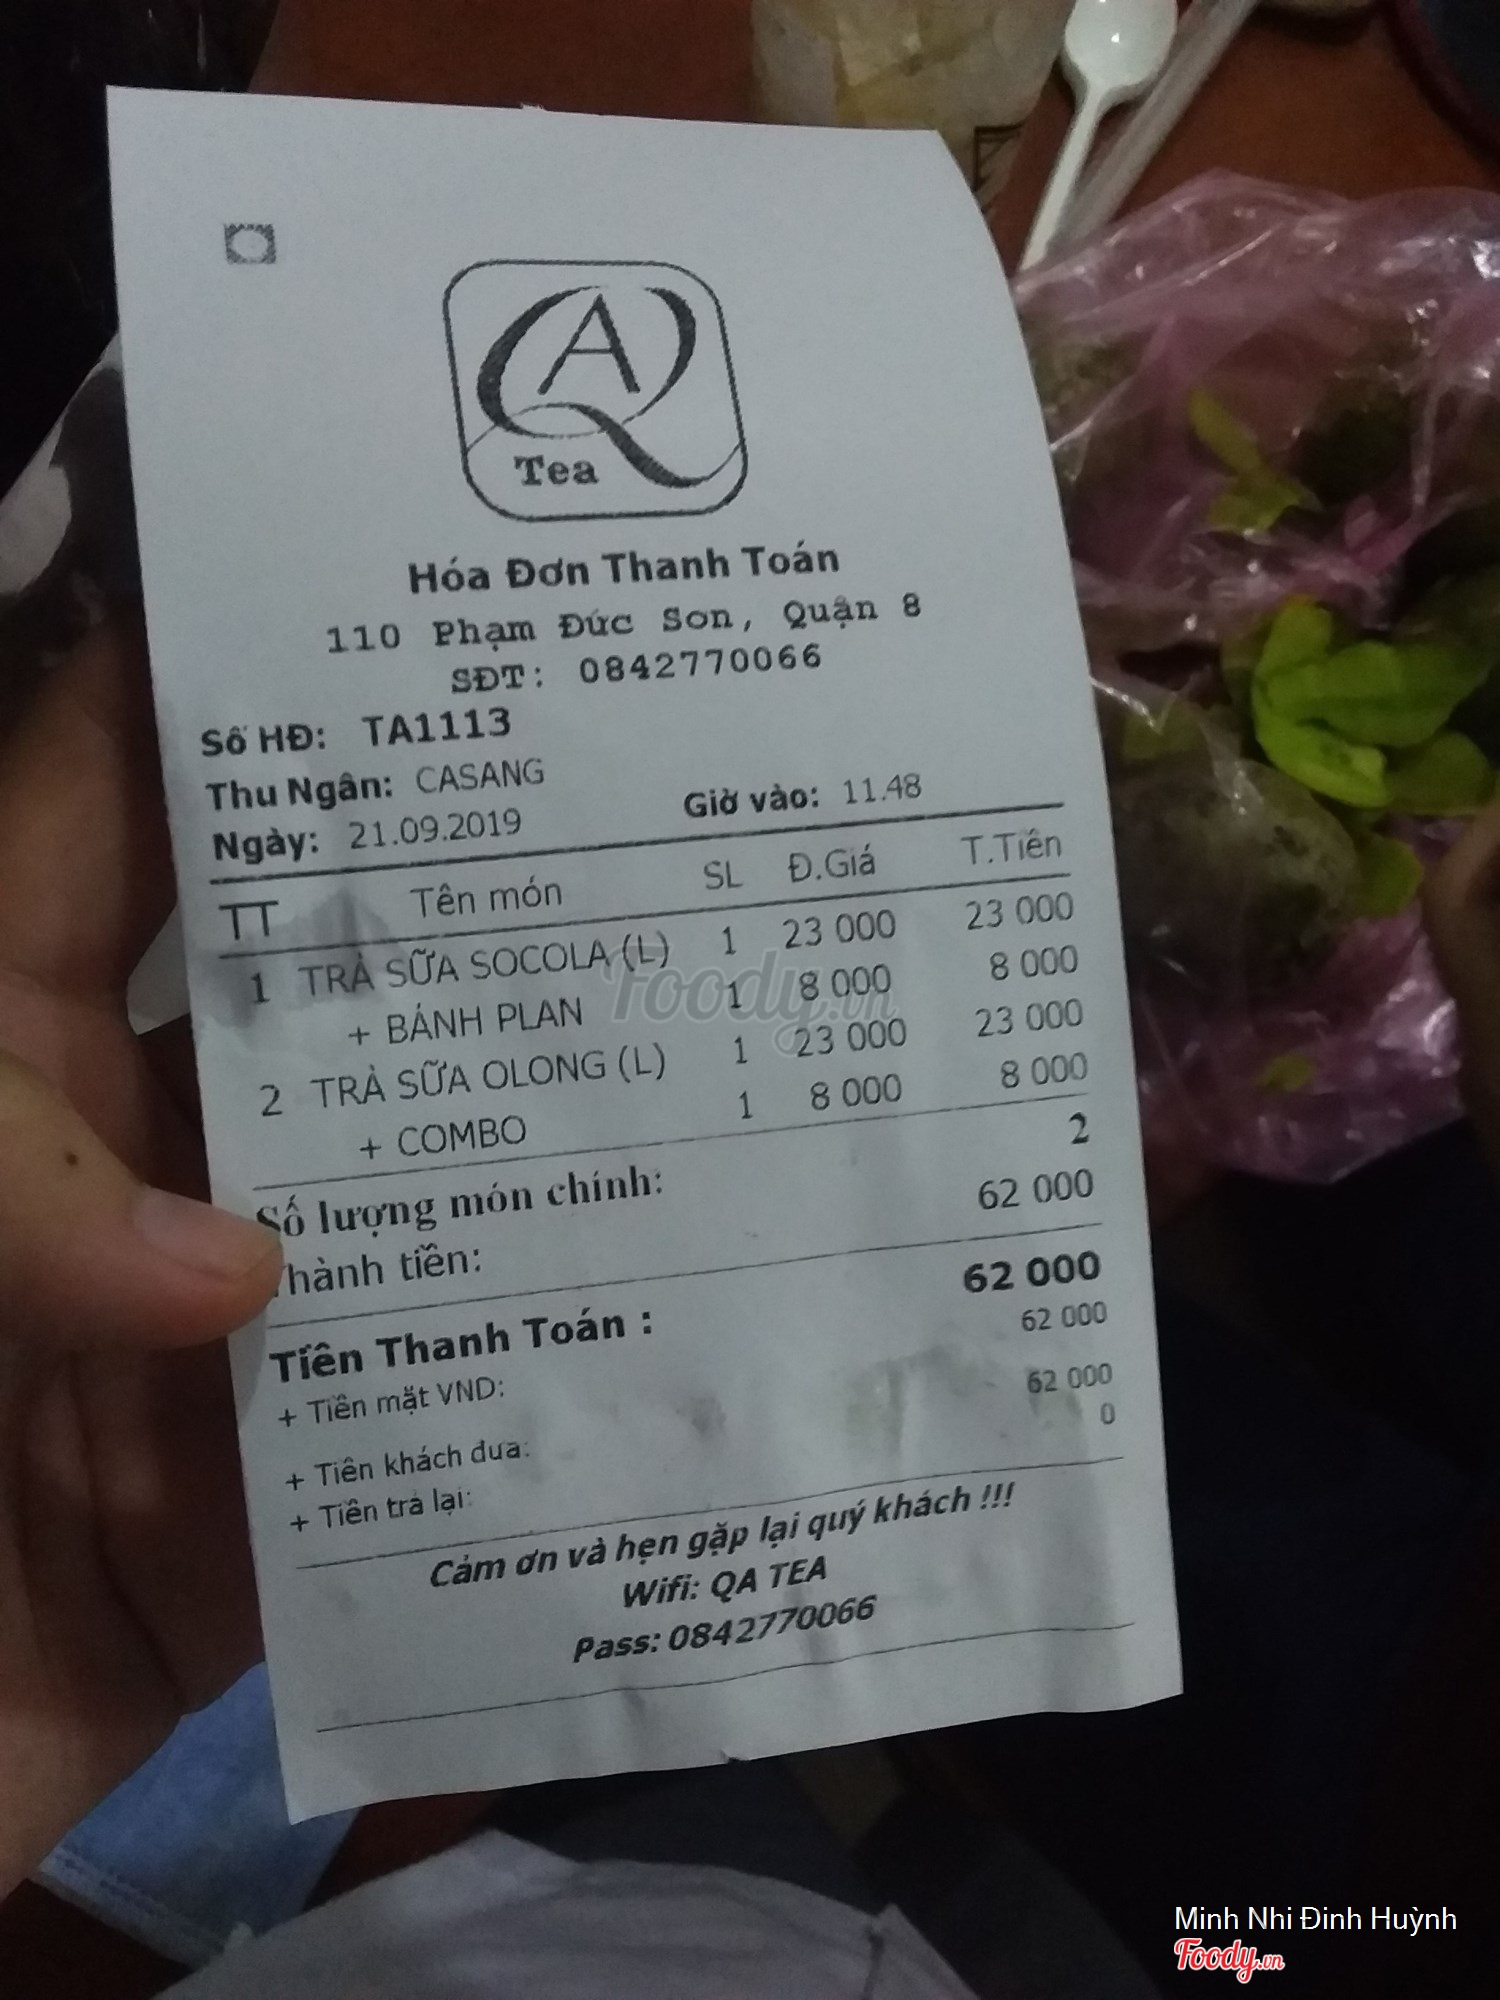 QA
Tea
Hóa Đơn Thanh Toán
110 Phạm Đức Sơn, Quận 8
SĐT: 0842770066
Số HĐ: TA1113
Thu Ngân: CASANG
Ngày: 21.09.2019 Giờ vào: 11.48
TT Tên món SL Đ.Giá T.Tiền
1 TRÀ SỮA SOCOLA (L) 1 23 000 23 000
+ BÁNH PLAN 1 8 000 8 000
2 TRÀ SỮA OLONG (L) 1 23 000 23 000
+ COMBO 1 8 000 8 000
Số lượng món chính: 2
Thành tiền: 62 000
Tiền Thanh Toán : 62 000
+ Tiền mặt VND: 62 000
+ Tiền khách đưa: 62 000
+ Tiền trả lại: 0
Cảm ơn và hẹn gặp lại quý khách !!!
Wifi: QA TEA
Pass: 0842770066
Foody.vn
Minh Nhi Đinh Huỳnh
Foody.vn